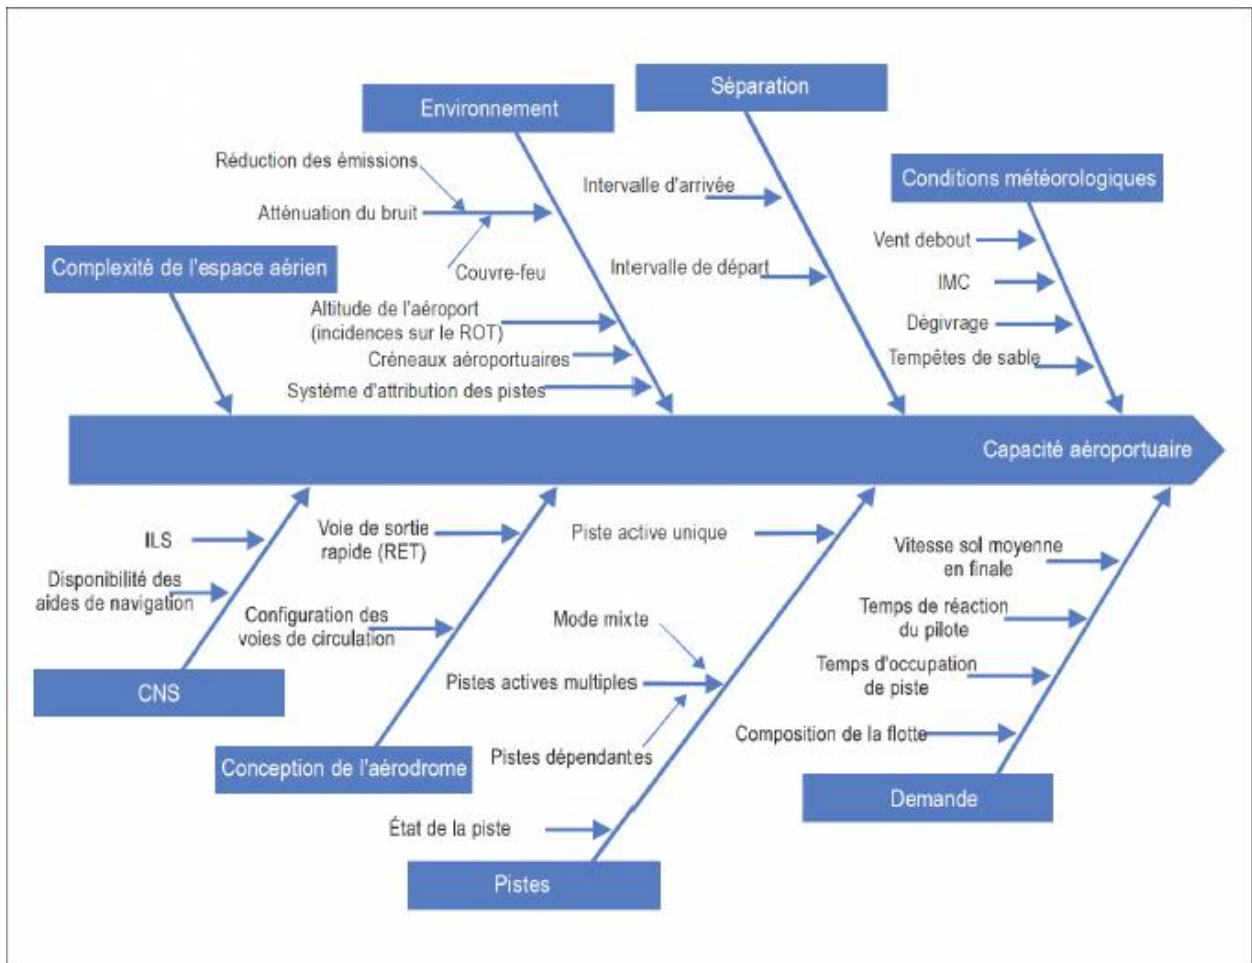 Séparation
Environnement
Réduction des émissions
Intervalle d'arrivée
Conditions météorologiques
Atténuation du bruit
Vent debout
Couvre-feu
Intervalle de départ
Complexité de l'espace aérien
IMC
Altitude de l'aéroport
(incidences sur le ROT)
Dégivrage
Créneaux aéroportuaires
Tempêtes de sable
Système d'attribution des pistes
Capacité aéroportuaire
ILS
Voie de sortie
rapide (RET)
Piste active unique
Vitesse sol moyenne
en finale
Disponibilité des
aides de navigation
Configuration des
voies de circulation
Mode mixte
Temps de réaction
du pilote
CNS
Pistes actives multiples
Temps d'occupation
de piste
Conception de l'aérodrome
Pistes dépendantes
Composition de la flotte
Demande
État de la piste
Pistes